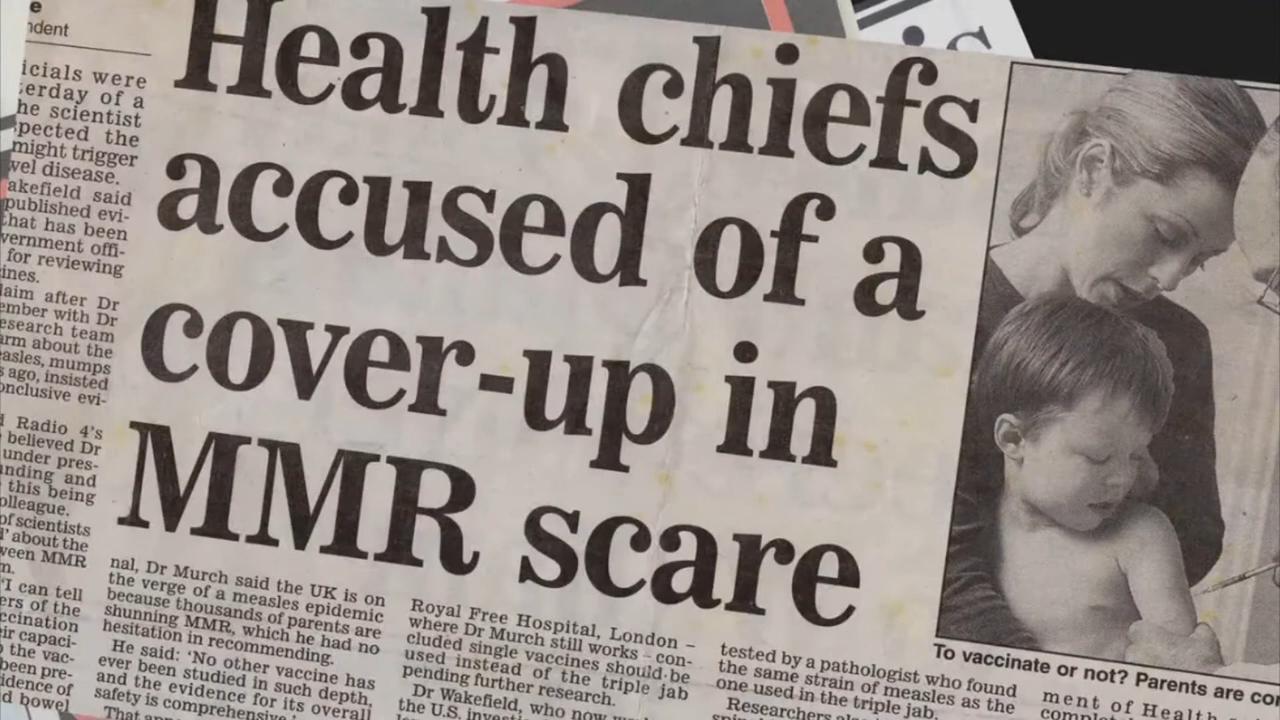 ndent
icials were
erday of a
he scientist
pected the
might trigger
vel disease.
akefield said
published evi-
that has been
vernment offi-
for reviewing
ines.
laim after Dr
ember with Dr
esearch team
arm about the
easles, mumps
s ago, insisted
onclusive evi-
Radio 4's
believed Dr
under pres-
nding and
this being
olleague.
of scientists
' about the
ween MMR
m.
'I can tell
ers of the
ccination
eir capaci-
the vac-
been pre-
idence of
d bowel
Health chiefs
accused of a
cover-up in
MMR scare
nal, Dr Murch said the UK is on
the verge of a measles epidemic
because thousands of parents are
shunning MMR, which he had no
hesitation in recommending.
He said: 'No other vaccine has
ever been studied in such depth,
and the evidence for its overall
safety is comprehensive.'
Royal Free Hospital, London –
where Dr Murch still works – con-
cluded single vaccines should be
used instead of the triple jab
pending further research.
Dr Wakefield, who now
the U.S.
tested by a pathologist who found
the same strain of measles as the
one used in the triple jab.
Researchers
ment of Health
To vaccinate or not? Parents are co
is